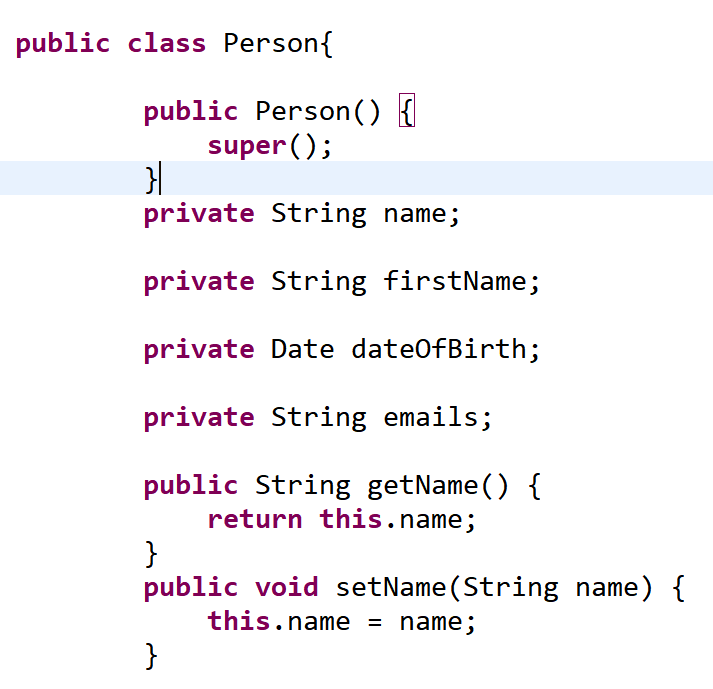 public class Person{
public Person() {
super();
}
private String name;
private String firstName;
private Date dateOfBirth;
private String emails;
public String getName() {
return this.name;
}
public void setName(String name) {
this.name = name;
}